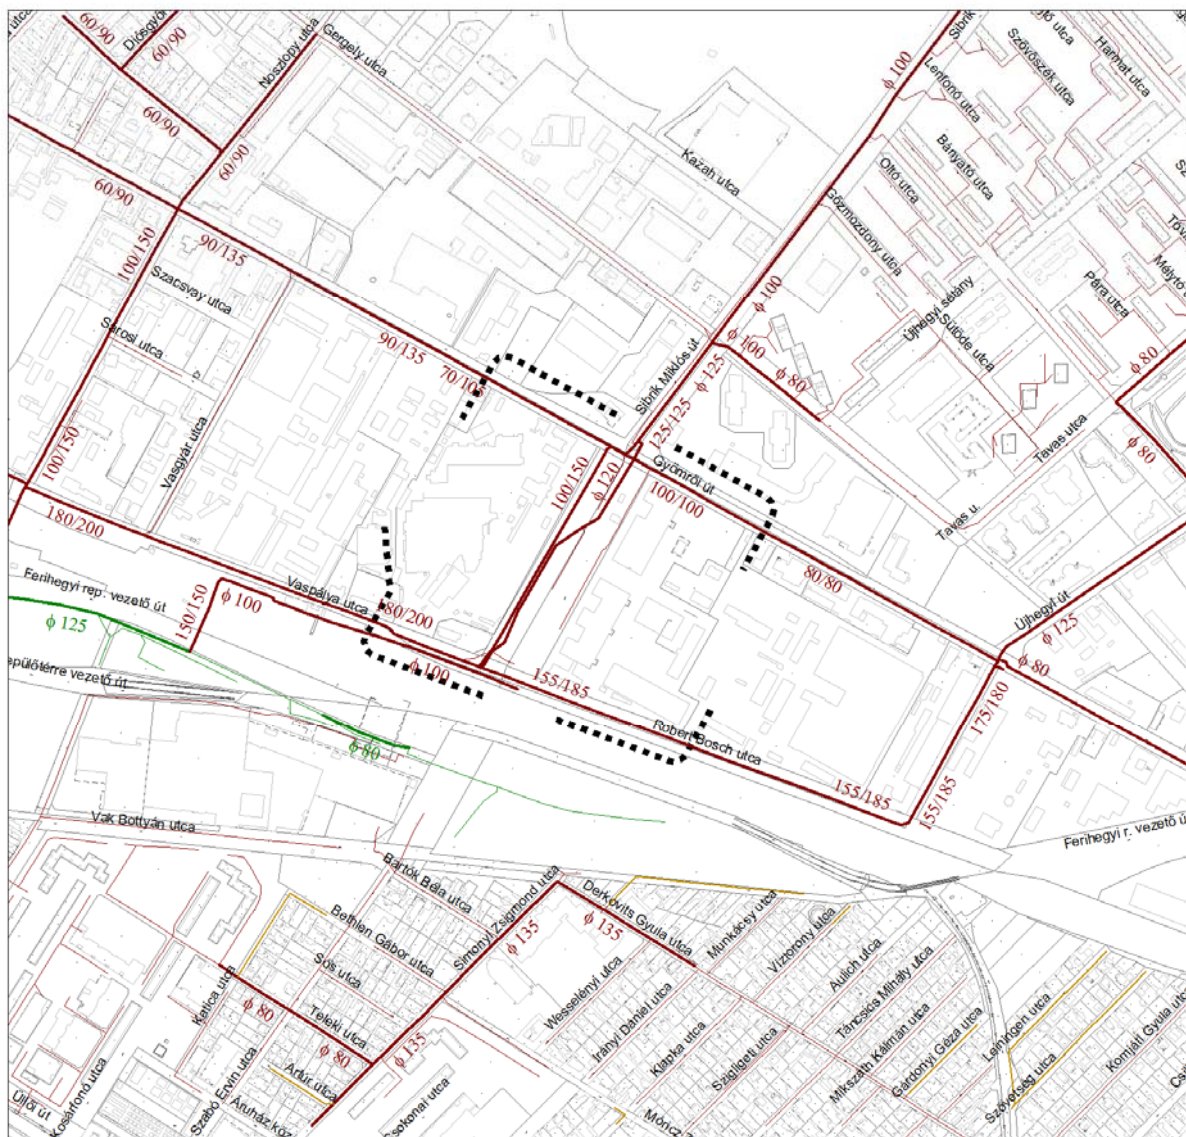 60/90
Diósgyőr
60/90
Noszlopy utca
Gergely utca
Sibrik
ϕ 100
Szövőszék utca
Harmat utca
Lenfonó utca
60/90
60/90
Kazah utca
Bányató utca
Oltó utca
60/90
Gőzmozdony utca
100/150
90/135
Szacsvay utca
Sárosi utca
ϕ 100
Újhegyi sétány
Sütöde utca
Pára utca
Mélytó
90/135
70/105
Sibrik Miklós út
ϕ 100
ϕ 125
ϕ 80
ϕ 80
125/125
Vasgyár utca
100/150
100/150
ϕ 120
Gyömrői út
100/100
Tavas utca
ϕ 80
Tavas u.
180/200
80/80
Ferihegyi rep. vezető út
150/150
ϕ 100
Vaspálya utca
180/200
Újhegyi út
ϕ 125
ϕ 125
epülőtérre vezető út
ϕ 100
155/185
ϕ 80
175/180
Robert Bosch utca
ϕ 80
155/185
155/185
Vak Bottyán utca
Ferihegyi r. vezető ú
Bartók Béla utca
Simonyi Zsigmond utca
Derkovits Gyula utca
ϕ 135
ϕ 135
Bethlen Gábor utca
Munkácsy utca
Víztorony utca
Sós utca
Aulich utca
Táncsics Mihály utca
Katica utca
Wesselényi utca
Irányi Dániel utca
ϕ 80
Teleki utca
ϕ 80
ϕ 135
Klapka utca
Szigligeti utca
Mikszáth Kálmán utca
Gárdonyi Géza utca
Leiningen utca
Komjáti Gyula utca
Szövetség utca
Artur utca
Szabó Ervin utca
Áruház köz
Csokonai utca
Üllői út
Kosárfonó utca
Móricz